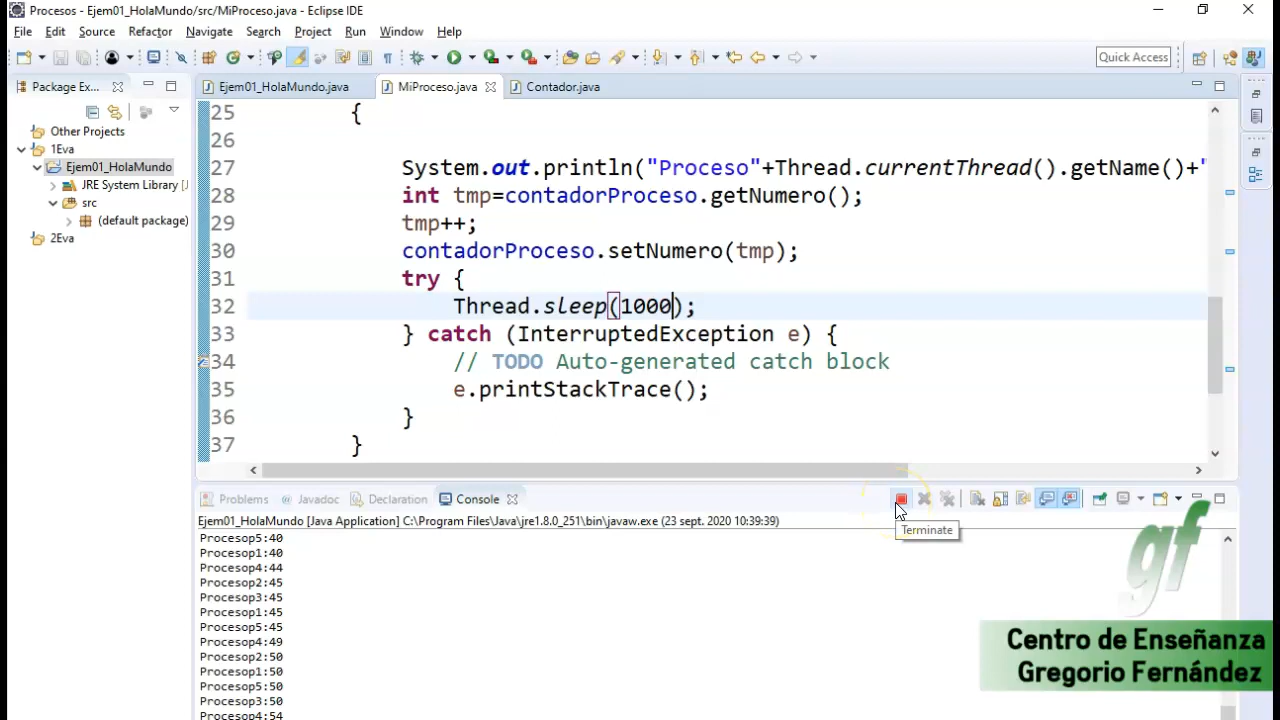 Procesos - Ejem01_HolaMundo/src/MiProceso.java - Eclipse IDE
File Edit Source Refactor Navigate Search Project Run Window Help
Quick Access
Package Ex...
Ejem01_HolaMundo.java MiProceso.java Contador.java
Other Projects
1Eva
Ejem01_HolaMundo
JRE System Library [J
src
(default package)
2Eva
25 {
26
27 System.out.println("Proceso"+Thread.currentThread().getName()+"
28 int tmp=contadorProceso.getNumero();
29 tmp++;
30 contadorProceso.setNumero(tmp);
31 try {
32 Thread.sleep(1000);
33 } catch (InterruptedException e) {
34 // TODO Auto-generated catch block
35 e.printStackTrace();
36 }
37 }
Problems Javadoc Declaration Console
Terminate
Ejem01_HolaMundo [Java Application] C:\Program Files\Java\jre1.8.0_251\bin\javaw.exe (23 sept. 2020 10:39:39)
Procesop5:40
Procesop1:40
Procesop4:44
Procesop2:45
Procesop3:45
Procesop1:45
Procesop5:45
Procesop4:49
Procesop2:50
Procesop1:50
Procesop5:50
Procesop3:50
Procesop4:54
gf
Centro de Enseñanza
Gregorio Fernández